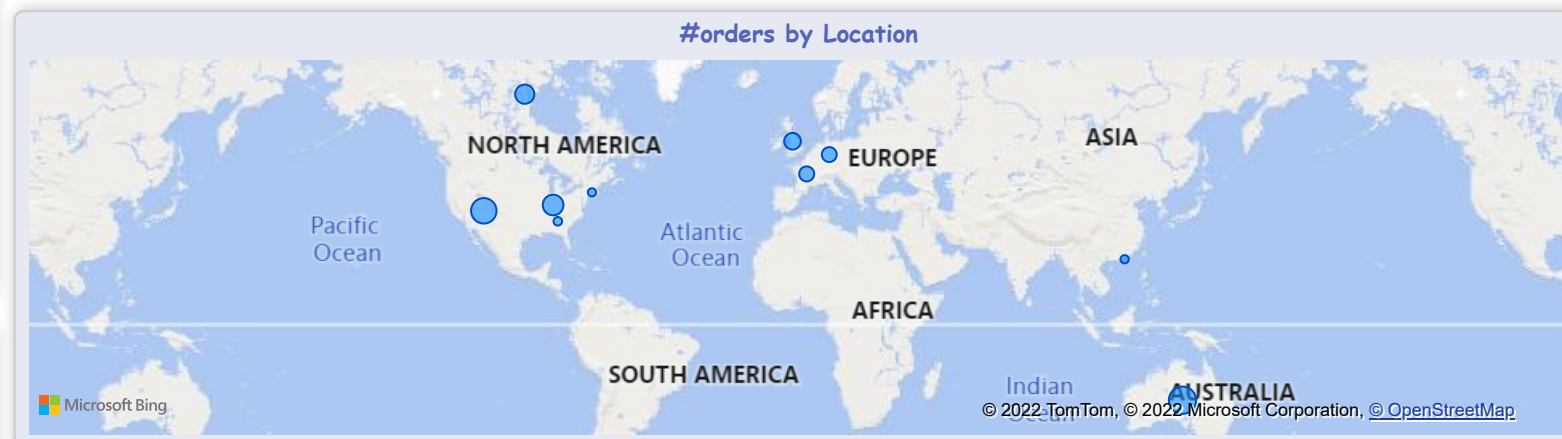 #orders by Location
NORTH AMERICA
ASIA
EUROPE
Pacific
Ocean
Atlantic
Ocean
AFRICA
SOUTH AMERICA
Indian
Ocean
AUSTRALIA
Microsoft Bing
© 2022 TomTom, © 2022 Microsoft Corporation, © OpenStreetMap